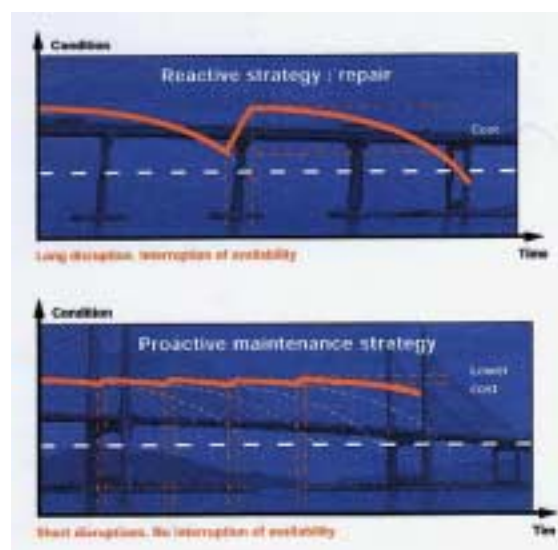 Condition
Reactive strategy : repair
Cost
Long disruption. Interruption of availability
Time
Condition
Proactive maintenance strategy
Lower
cost
Short disruptions. No interruption of availability
Time